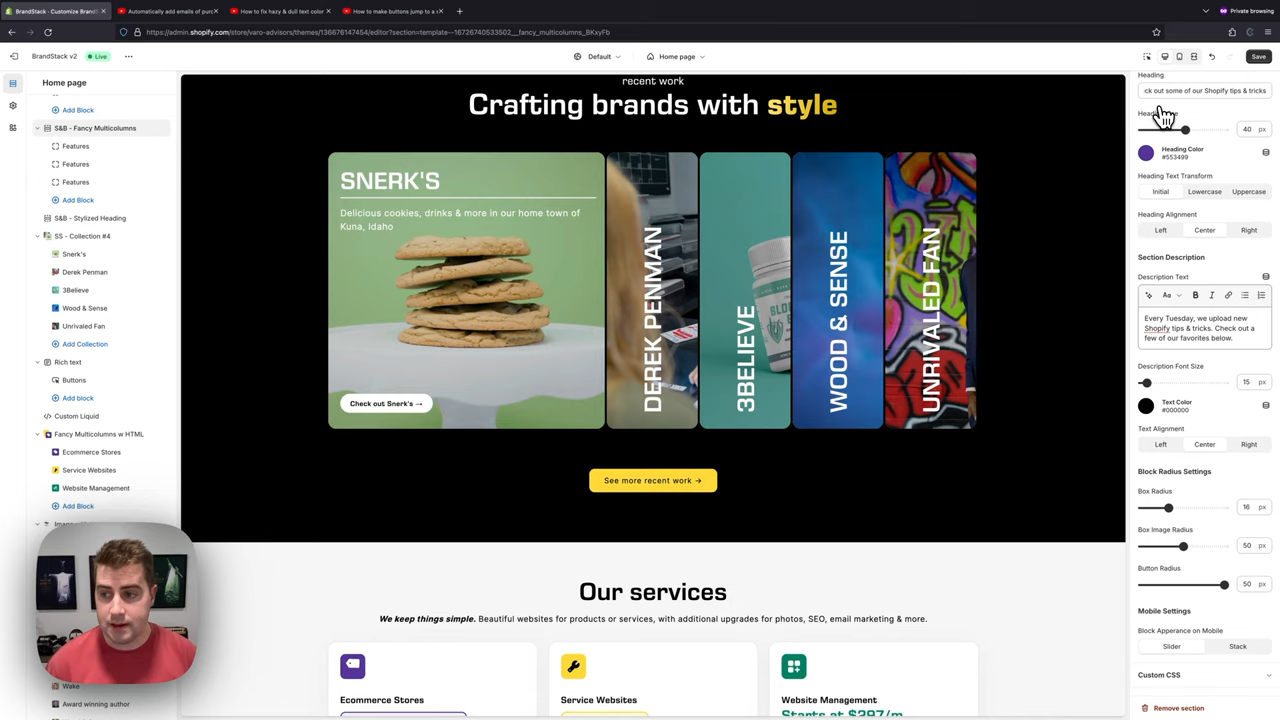 BrandStack - Customize BrandS
Automatically add emails of purc
How to fix hazy & dull text color
How to make buttons jump to a s
Private browsing
https://admin.shopify.com/store/varo-advisors/themes/136676147454/editor?section=template--16726740533502__fancy_multicolumns_BKxyFb
BrandStack v2
Live
Default
Home page
Save
Home page
Add Block
S&B - Fancy Multicolumns
Features
Features
Features
Add Block
S&B - Stylized Heading
SS - Collection #4
Snerk's
Derek Penman
3Believe
Wood & Sense
Unrivaled Fan
Add Collection
Rich text
Buttons
Add block
Custom Liquid
Fancy Multicolumns w HTML
Ecommerce Stores
Service Websites
Website Management
Add Block
Wake
Award winning author
recent work
Crafting brands with style
SNERK'S
Delicious cookies, drinks & more in our home town of
Kuna, Idaho
Check out Snerk's →
DEREK PENMAN
3BELIEVE
WOOD & SENSE
UNRIVALED FAN
See more recent work →
Our services
We keep things simple. Beautiful websites for products or services, with additional upgrades for photos, SEO, email marketing & more.
Ecommerce Stores
Service Websites
Website Management
Starts at $297/m
Heading
ck out some of our Shopify tips & tricks
40 px
Heading Color
#553499
Heading Text Transform
Initial
Lowercase
Uppercase
Heading Alignment
Left
Center
Right
Section Description
Description Text
Aa
B
I
Every Tuesday, we upload new
Shopify tips & tricks. Check out a
few of our favorites below.
Description Font Size
15 px
Text Color
#000000
Text Alignment
Left
Center
Right
Block Radius Settings
Box Radius
16 px
Box Image Radius
50 px
Button Radius
50 px
Mobile Settings
Block Apperance on Mobile
Slider
Stack
Custom CSS
Remove section